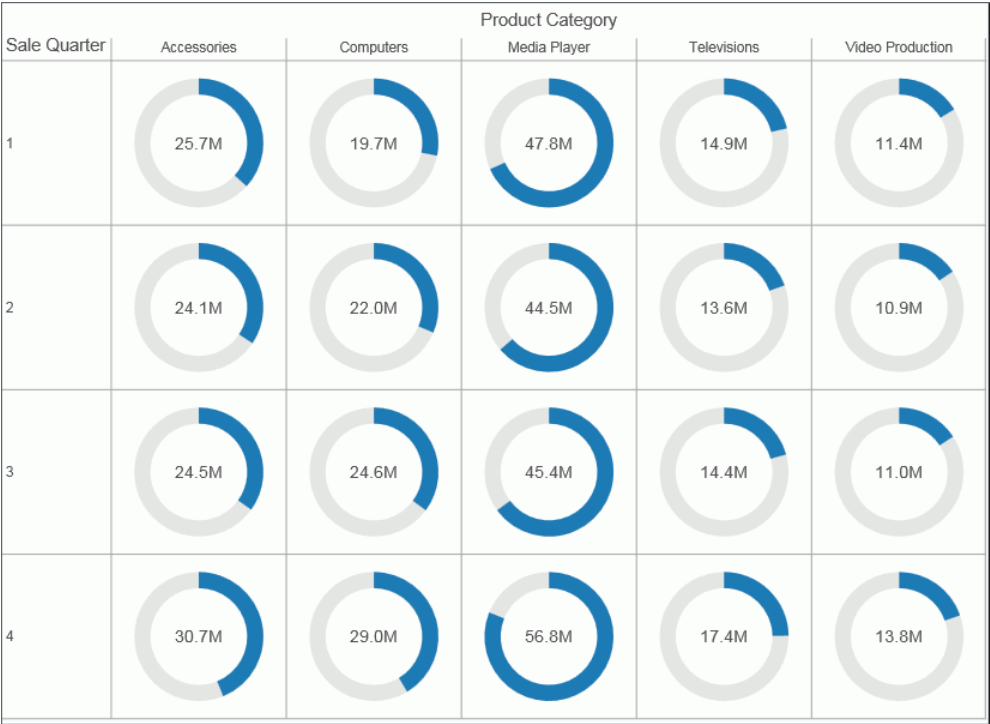 Product Category
Sale Quarter Accessories Computers Media Player Televisions Video Production
1 25.7M 19.7M 47.8M 14.9M 11.4M
2 24.1M 22.0M 44.5M 13.6M 10.9M
3 24.5M 24.6M 45.4M 14.4M 11.0M
4 30.7M 29.0M 56.8M 17.4M 13.8M